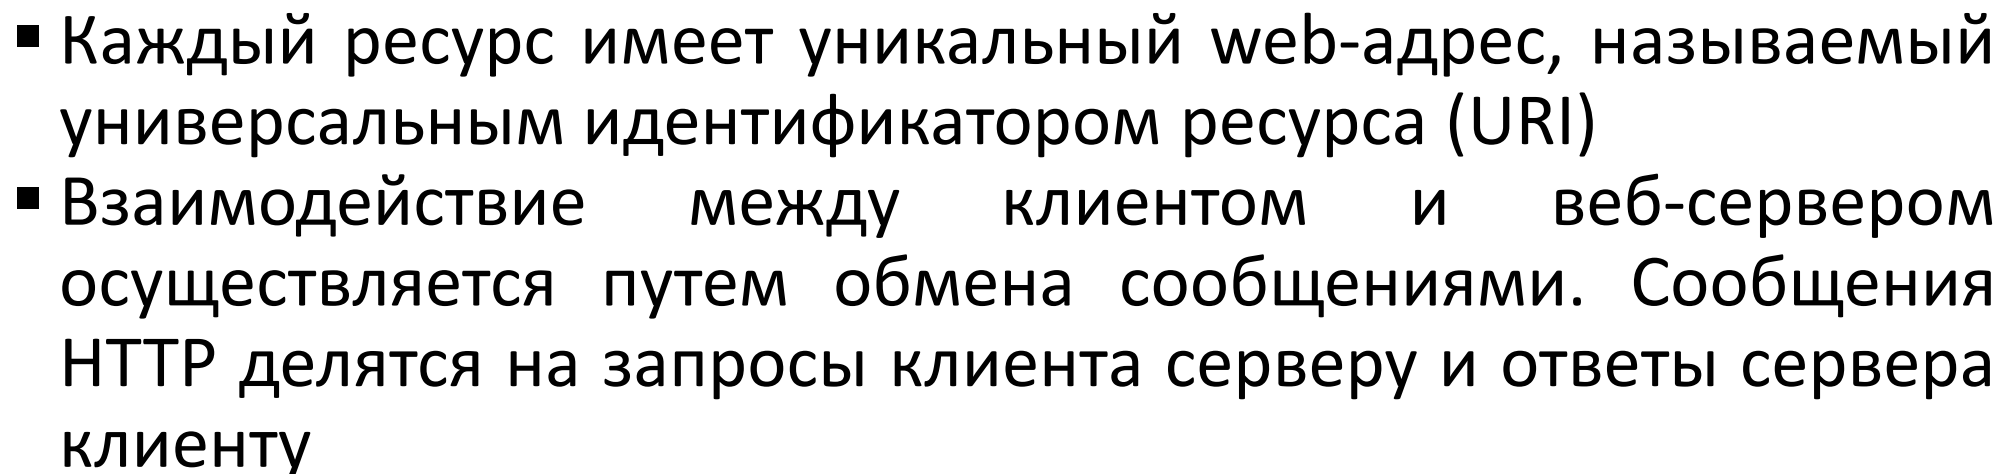 ▪ Каждый ресурс имеет уникальный web-адрес, называемый
универсальным идентификатором ресурса (URI)
▪ Взаимодействие между клиентом и веб-сервером
осуществляется путем обмена сообщениями. Сообщения
HTTP делятся на запросы клиента серверу и ответы сервера
клиенту